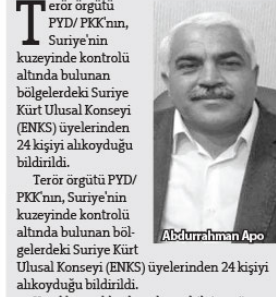 Terör örgütü
PYD/ PKK'nın,
Suriye'nin
kuzeyinde kontrolü
altında bulunan
bölgelerdeki Suriye
Kürt Ulusal Konseyi
(ENKS) üyelerinden
24 kişiyi alıkoyduğu
bildirildi.
Terör örgütü PYD/
PKK'nın, Suriye'nin
kuzeyinde kontrolü
altında bulunan böl-
gelerdeki Suriye Kürt
Ulusal Konseyi (ENKS) üyelerinden 24 kişiyi
alıkoyduğu bildirildi.
Abdurrahman Apo